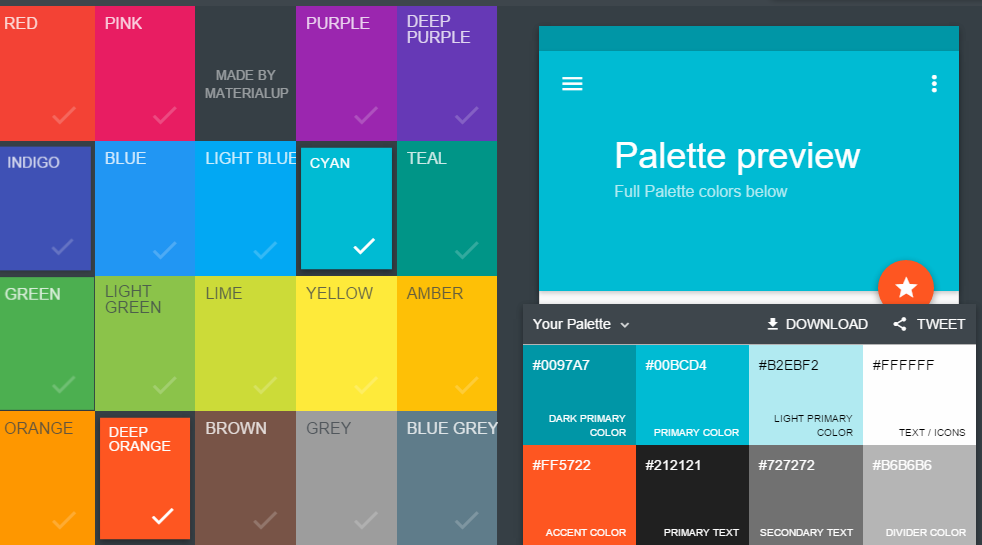 RED
PINK
MADE BY
MATERIALUP
PURPLE
DEEP
PURPLE
INDIGO
BLUE
LIGHT BLUE
CYAN
TEAL
GREEN
LIGHT
GREEN
LIME
YELLOW
AMBER
ORANGE
DEEP
ORANGE
BROWN
GREY
BLUE GREY
Palette preview
Full Palette colors below
Your Palette
DOWNLOAD
TWEET
#0097A7
DARK PRIMARY
COLOR
#00BCD4
PRIMARY COLOR
#B2EBF2
LIGHT PRIMARY
COLOR
#FFFFFF
TEXT / ICONS
#FF5722
ACCENT COLOR
#212121
PRIMARY TEXT
#727272
SECONDARY TEXT
#B6B6B6
DIVIDER COLOR